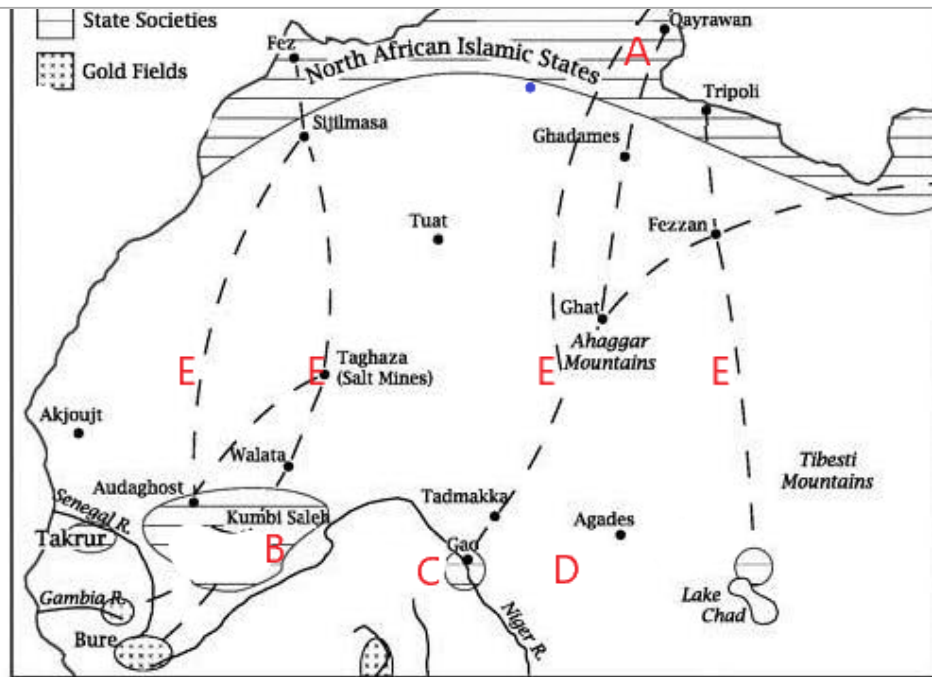 State Societies
Gold Fields
Qayrawan
Fez
A
North African Islamic States
Tripoli
Sijilmasa
Ghadames
Tuat
Fezzan
Ghat
Ahaggar
Mountains
E
E
Taghaza
(Salt Mines)
E
E
Akjoujt
Walata
Tibesti
Mountains
Audaghost
Senegal R.
Tadmakka
Kumbi Saleh
Agades
Takrur
B
Gao
C
D
Gambia R.
Lake
Chad
Bure
Niger R.